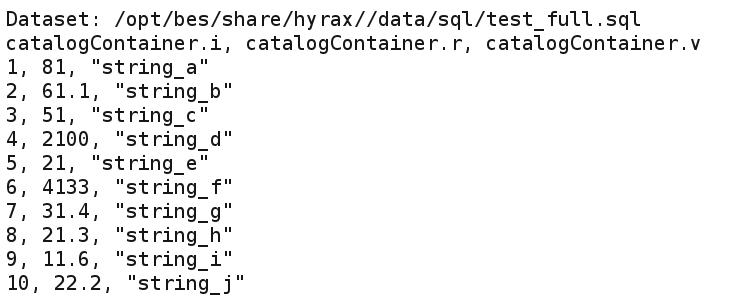 Dataset: /opt/bes/share/hyrax//data/sql/test_full.sql
catalogContainer.i, catalogContainer.r, catalogContainer.v
1, 81, "string_a"
2, 61.1, "string_b"
3, 51, "string_c"
4, 2100, "string_d"
5, 21, "string_e"
6, 4133, "string_f"
7, 31.4, "string_g"
8, 21.3, "string_h"
9, 11.6, "string_i"
10, 22.2, "string_j"